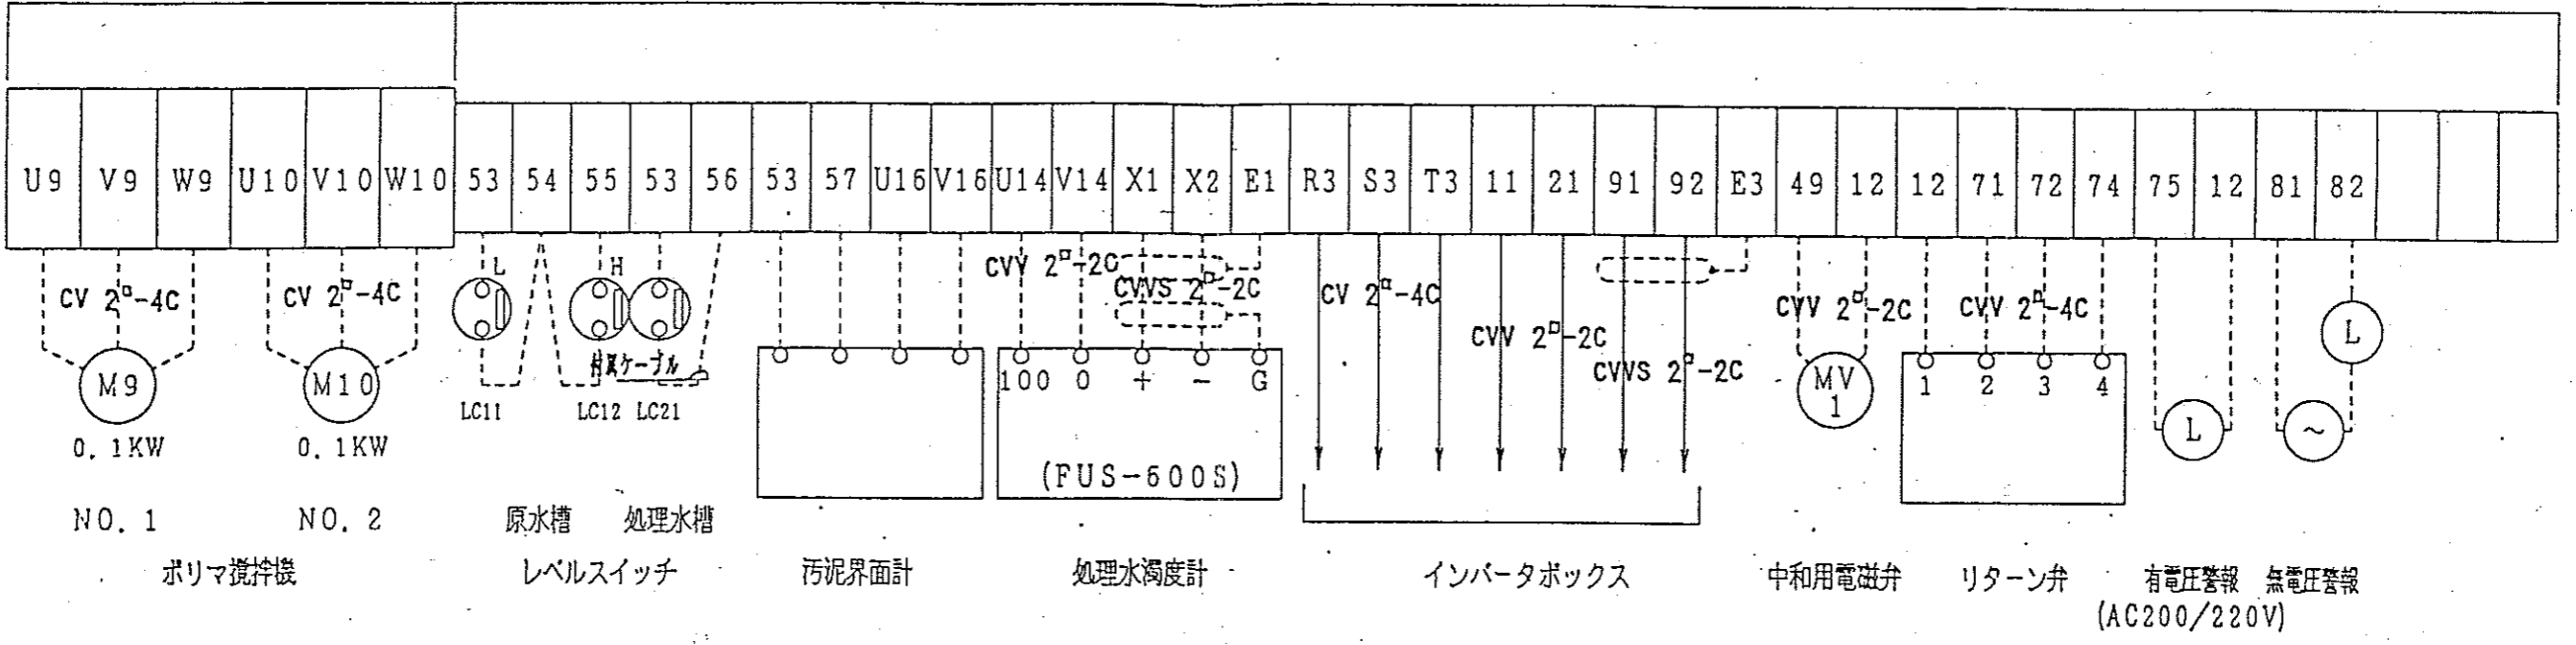 U9 V9 W9 U10 V10 W10 53 54 55 53 56 53 57 U16 V16 U14 V14 X1 X2 E1 R3 S3 T3 11 21 91 92 E3 49 12 12 71 72 74 75 12 81 82
L H
CV 2□-4C CV 2□-4C CVV 2□-2C CVVS 2□-2C CV 2□-4C CVV 2□-2C CVVS 2□-2C CVV 2□-2C CVV 2□-4C
付属ケーブル
M9 M10 100 0 + - G MV 1 1 2 3 4 L L ~
LC11 LC12 LC21
0.1KW 0.1KW
(FUS-600S)
NO.1 NO.2 原水槽 処理水槽
ポリマ撹拌機 レベルスイッチ 汚泥界面計 処理水濁度計 インバータボックス 中和用電磁弁 リターン弁 有電圧警報 無電圧警報
(AC200/220V)